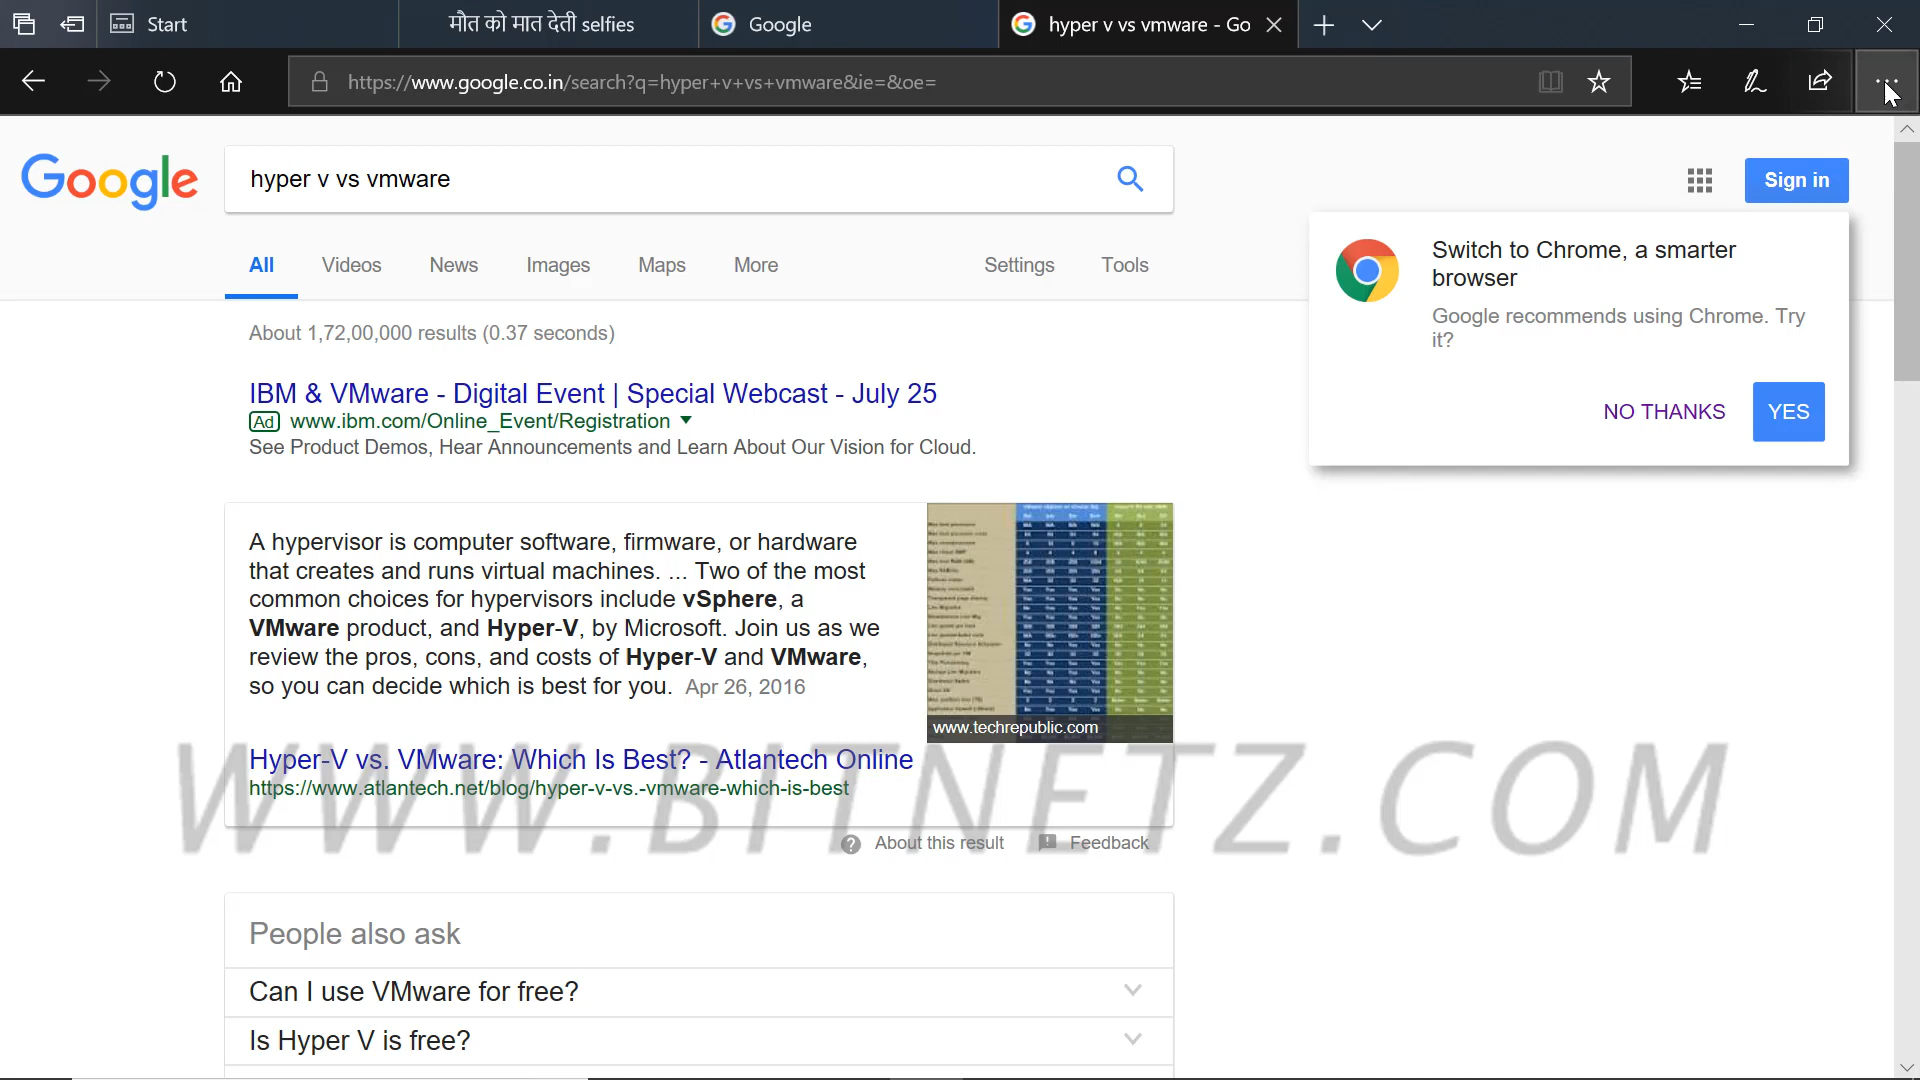 Start
मौत को मात देती selfies
Google
hyper v vs vmware - Go
https://www.google.co.in/search?q=hyper+v+vs+vmware&ie=&oe=
Google
hyper v vs vmware
Sign in
All
Videos
News
Images
Maps
More
Settings
Tools
Switch to Chrome, a smarter
browser
Google recommends using Chrome. Try
it?
NO THANKS
YES
About 1,72,00,000 results (0.37 seconds)
IBM & VMware - Digital Event | Special Webcast - July 25
Ad www.ibm.com/Online_Event/Registration
See Product Demos, Hear Announcements and Learn About Our Vision for Cloud.
A hypervisor is computer software, firmware, or hardware
that creates and runs virtual machines. ... Two of the most
common choices for hypervisors include vSphere, a
VMware product, and Hyper-V, by Microsoft. Join us as we
review the pros, cons, and costs of Hyper-V and VMware,
so you can decide which is best for you. Apr 26, 2016
www.techrepublic.com
Hyper-V vs. VMware: Which Is Best? - Atlantech Online
https://www.atlantech.net/blog/hyper-v-vs.-vmware-which-is-best
WWW.BITNETZ.COM
About this result
Feedback
People also ask
Can I use VMware for free?
Is Hyper V is free?